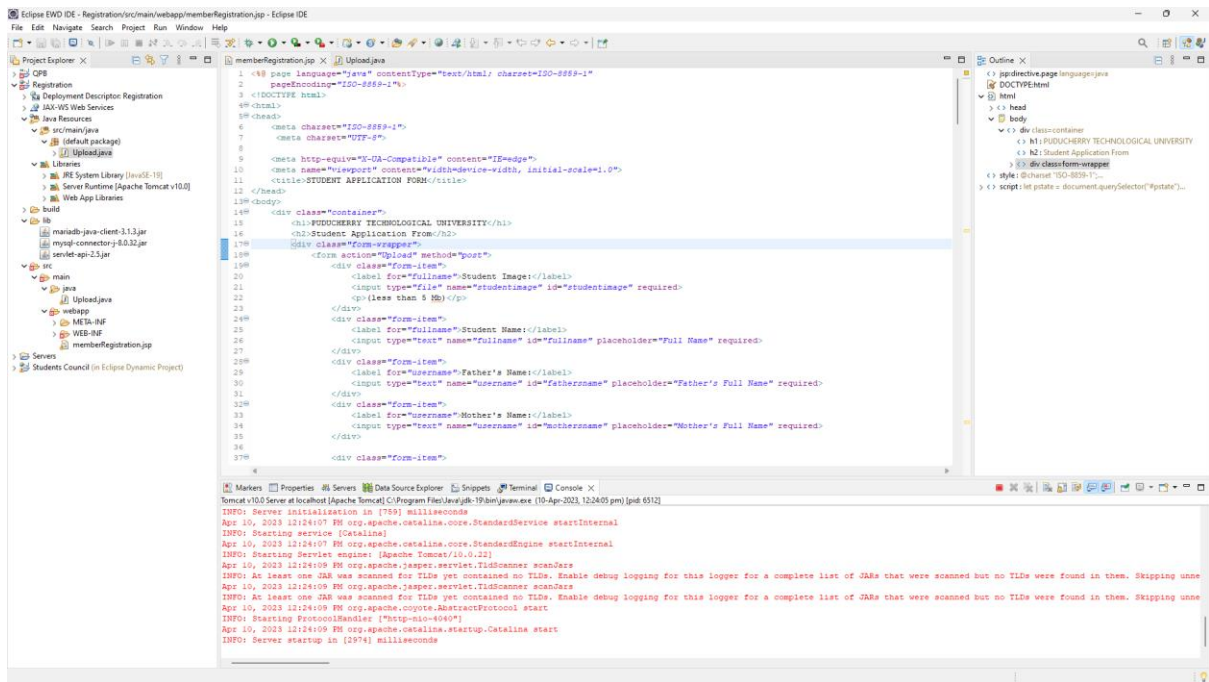 Eclipse EWD IDE - Registration/src/main/webapp/memberRegistration.jsp - Eclipse IDE
File Edit Navigate Search Project Run Window Help
Project Explorer
QPB
Registration
Deployment Descriptor: Registration
JAX-WS Web Services
Java Resources
src/main/java
(default package)
Upload.java
Libraries
JRE System Library [JavaSE-19]
Server Runtime [Apache Tomcat v10.0]
Web App Libraries
build
lib
mariadb-java-client-3.1.3.jar
mysql-connector-j-8.0.32.jar
servlet-api-2.5.jar
src
main
java
Upload.java
webapp
META-INF
WEB-INF
memberRegistration.jsp
Servers
Students Council (in Eclipse Dynamic Project)
memberRegistration.jsp Upload.java
1 <%@ page language="java" contentType="text/html; charset=ISO-8859-1"
2 pageEncoding="ISO-8859-1"%>
3 <!DOCTYPE html>
4 <html>
5 <head>
6 <meta charset="ISO-8859-1">
7 <meta charset="UTF-8">
8
9 <meta http-equiv="X-UA-Compatible" content="IE=edge">
10 <meta name="viewport" content="width=device-width, initial-scale=1.0">
11 <title>STUDENT APPLICATION FORM</title>
12 </head>
13 <body>
14 <div class="container">
15 <h1>PUDUCHERRY TECHNOLOGICAL UNIVERSITY</h1>
16 <h2>Student Application From</h2>
17 <div class="form-wrapper">
18 <form action="Upload" method="post">
19 <div class="form-item">
20 <label for="fullname">Student Image:</label>
21 <input type="file" name="studentimage" id="studentimage" required>
22 <p>(less than 5 Mb)</p>
23 </div>
24 <div class="form-item">
25 <label for="fullname">Student Name:</label>
26 <input type="text" name="fullname" id="fullname" placeholder="Full Name" required>
27 </div>
28 <div class="form-item">
29 <label for="username">Father's Name:</label>
30 <input type="text" name="username" id="fathersname" placeholder="Father's Full Name" required>
31 </div>
32 <div class="form-item">
33 <label for="username">Mother's Name:</label>
34 <input type="text" name="username" id="mothersname" placeholder="Mother's Full Name" required>
35 </div>
36
37 <div class="form-item">
Outline
jsp:directive.page language=java
DOCTYPE:html
html
head
body
div class=container
h1 : PUDUCHERRY TECHNOLOGICAL UNIVERSITY
h2 : Student Application From
div class=form-wrapper
style : @charset "ISO-8859-1";...
script : let pstate = document.querySelector("#pstate")...
Markers Properties Servers Data Source Explorer Snippets Terminal Console
Tomcat v10.0 Server at localhost [Apache Tomcat] C:\Program Files\Java\jdk-19\bin\javaw.exe (10-Apr-2023, 12:24:05 pm) [pid: 6512]
INFO: Server initialization in [759] milliseconds
Apr 10, 2023 12:24:07 PM org.apache.catalina.core.StandardService startInternal
INFO: Starting service [Catalina]
Apr 10, 2023 12:24:07 PM org.apache.catalina.core.StandardEngine startInternal
INFO: Starting Servlet engine: [Apache Tomcat/10.0.22]
Apr 10, 2023 12:24:09 PM org.apache.jasper.servlet.TldScanner scanJars
INFO: At least one JAR was scanned for TLDs yet contained no TLDs. Enable debug logging for this logger for a complete list of JARs that were scanned but no TLDs were found in them. Skipping unne
Apr 10, 2023 12:24:09 PM org.apache.jasper.servlet.TldScanner scanJars
INFO: At least one JAR was scanned for TLDs yet contained no TLDs. Enable debug logging for this logger for a complete list of JARs that were scanned but no TLDs were found in them. Skipping unne
Apr 10, 2023 12:24:09 PM org.apache.coyote.AbstractProtocol start
INFO: Starting ProtocolHandler ["http-nio-4040"]
Apr 10, 2023 12:24:09 PM org.apache.catalina.startup.Catalina start
INFO: Server startup in [2974] milliseconds